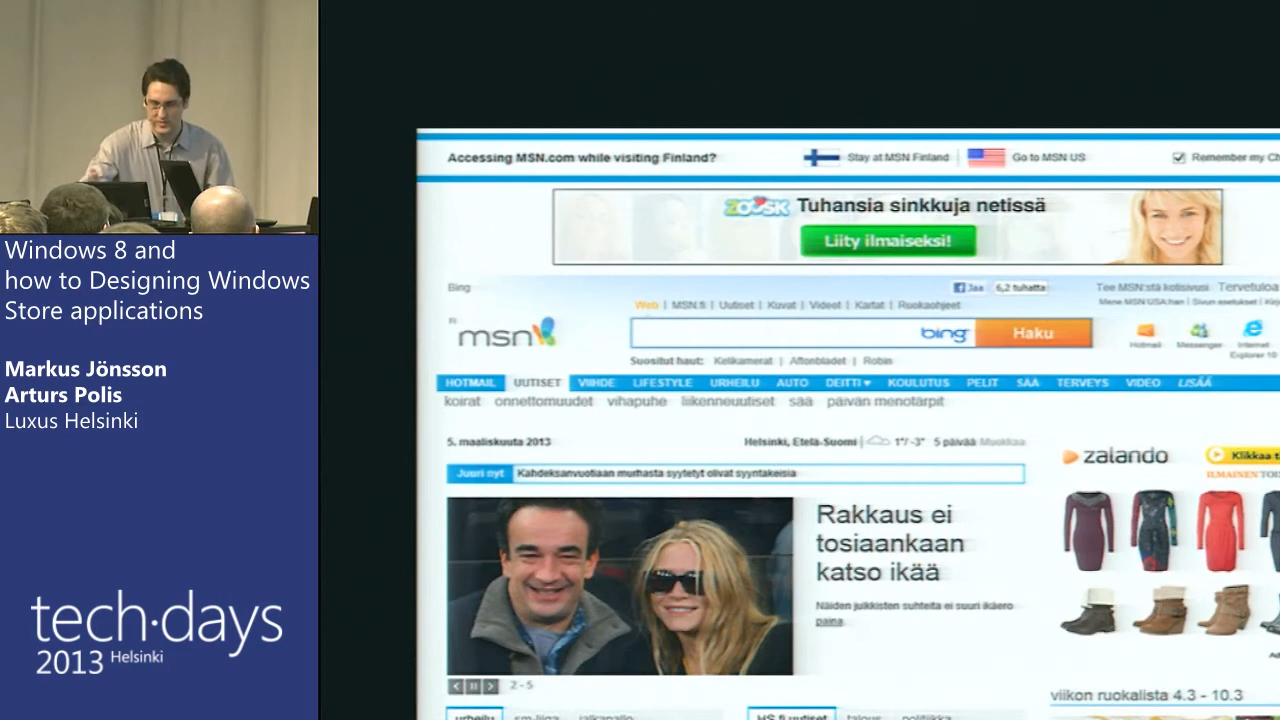 Windows 8 and
how to Designing Windows
Store applications
Markus Jönsson
Arturs Polis
Luxus Helsinki
tech·days
2013 Helsinki
Accessing MSN.com while visiting Finland?
Stay at MSN Finland
Go to MSN US
Remember my
ZOOSK Tuhansia sinkkuja netissä
Liity ilmaiseksi!
Bing
Jaa 6,2 tuhatta
Tee MSN:stä kotisivusi Tervetuloa
Web | MSN.fi | Uutiset | Kuvat | Videot | Kartat | Ruokaohjeet
Mene MSN USA:han | Sivun asetukset
msn
bing Haku
Hotmail Messenger Internet
Explorer 10
Suositut haut: Kelikamerat | Aftonbladet | Robin
HOTMAIL UUTISET VIIHDE LIFESTYLE URHEILU AUTO DEITTI KOULUTUS PELIT SÄÄ TERVEYS VIDEO LISÄÄ
koirat onnettomuudet vihapuhe liikenneuutiset sää päivän menotärpit
5. maaliskuuta 2013
Helsinki, Etelä-Suomi | 1°/ -3° 5 päivää Muokkaa
Juuri nyt Kahdeksanvuotiaan murhasta syytetyt olivat syyntakeisia
zalando
Klikkaa
ILMAINEN
Rakkaus ei
tosiaankaan
katso ikää
Näiden julkkisten suhteita ei suuri ikäero
paina.
2 - 5
viikon ruokalista 4.3 - 10.3
urheilu sm-liiga jalkapallo
HS.fi uutiset talous politiikka